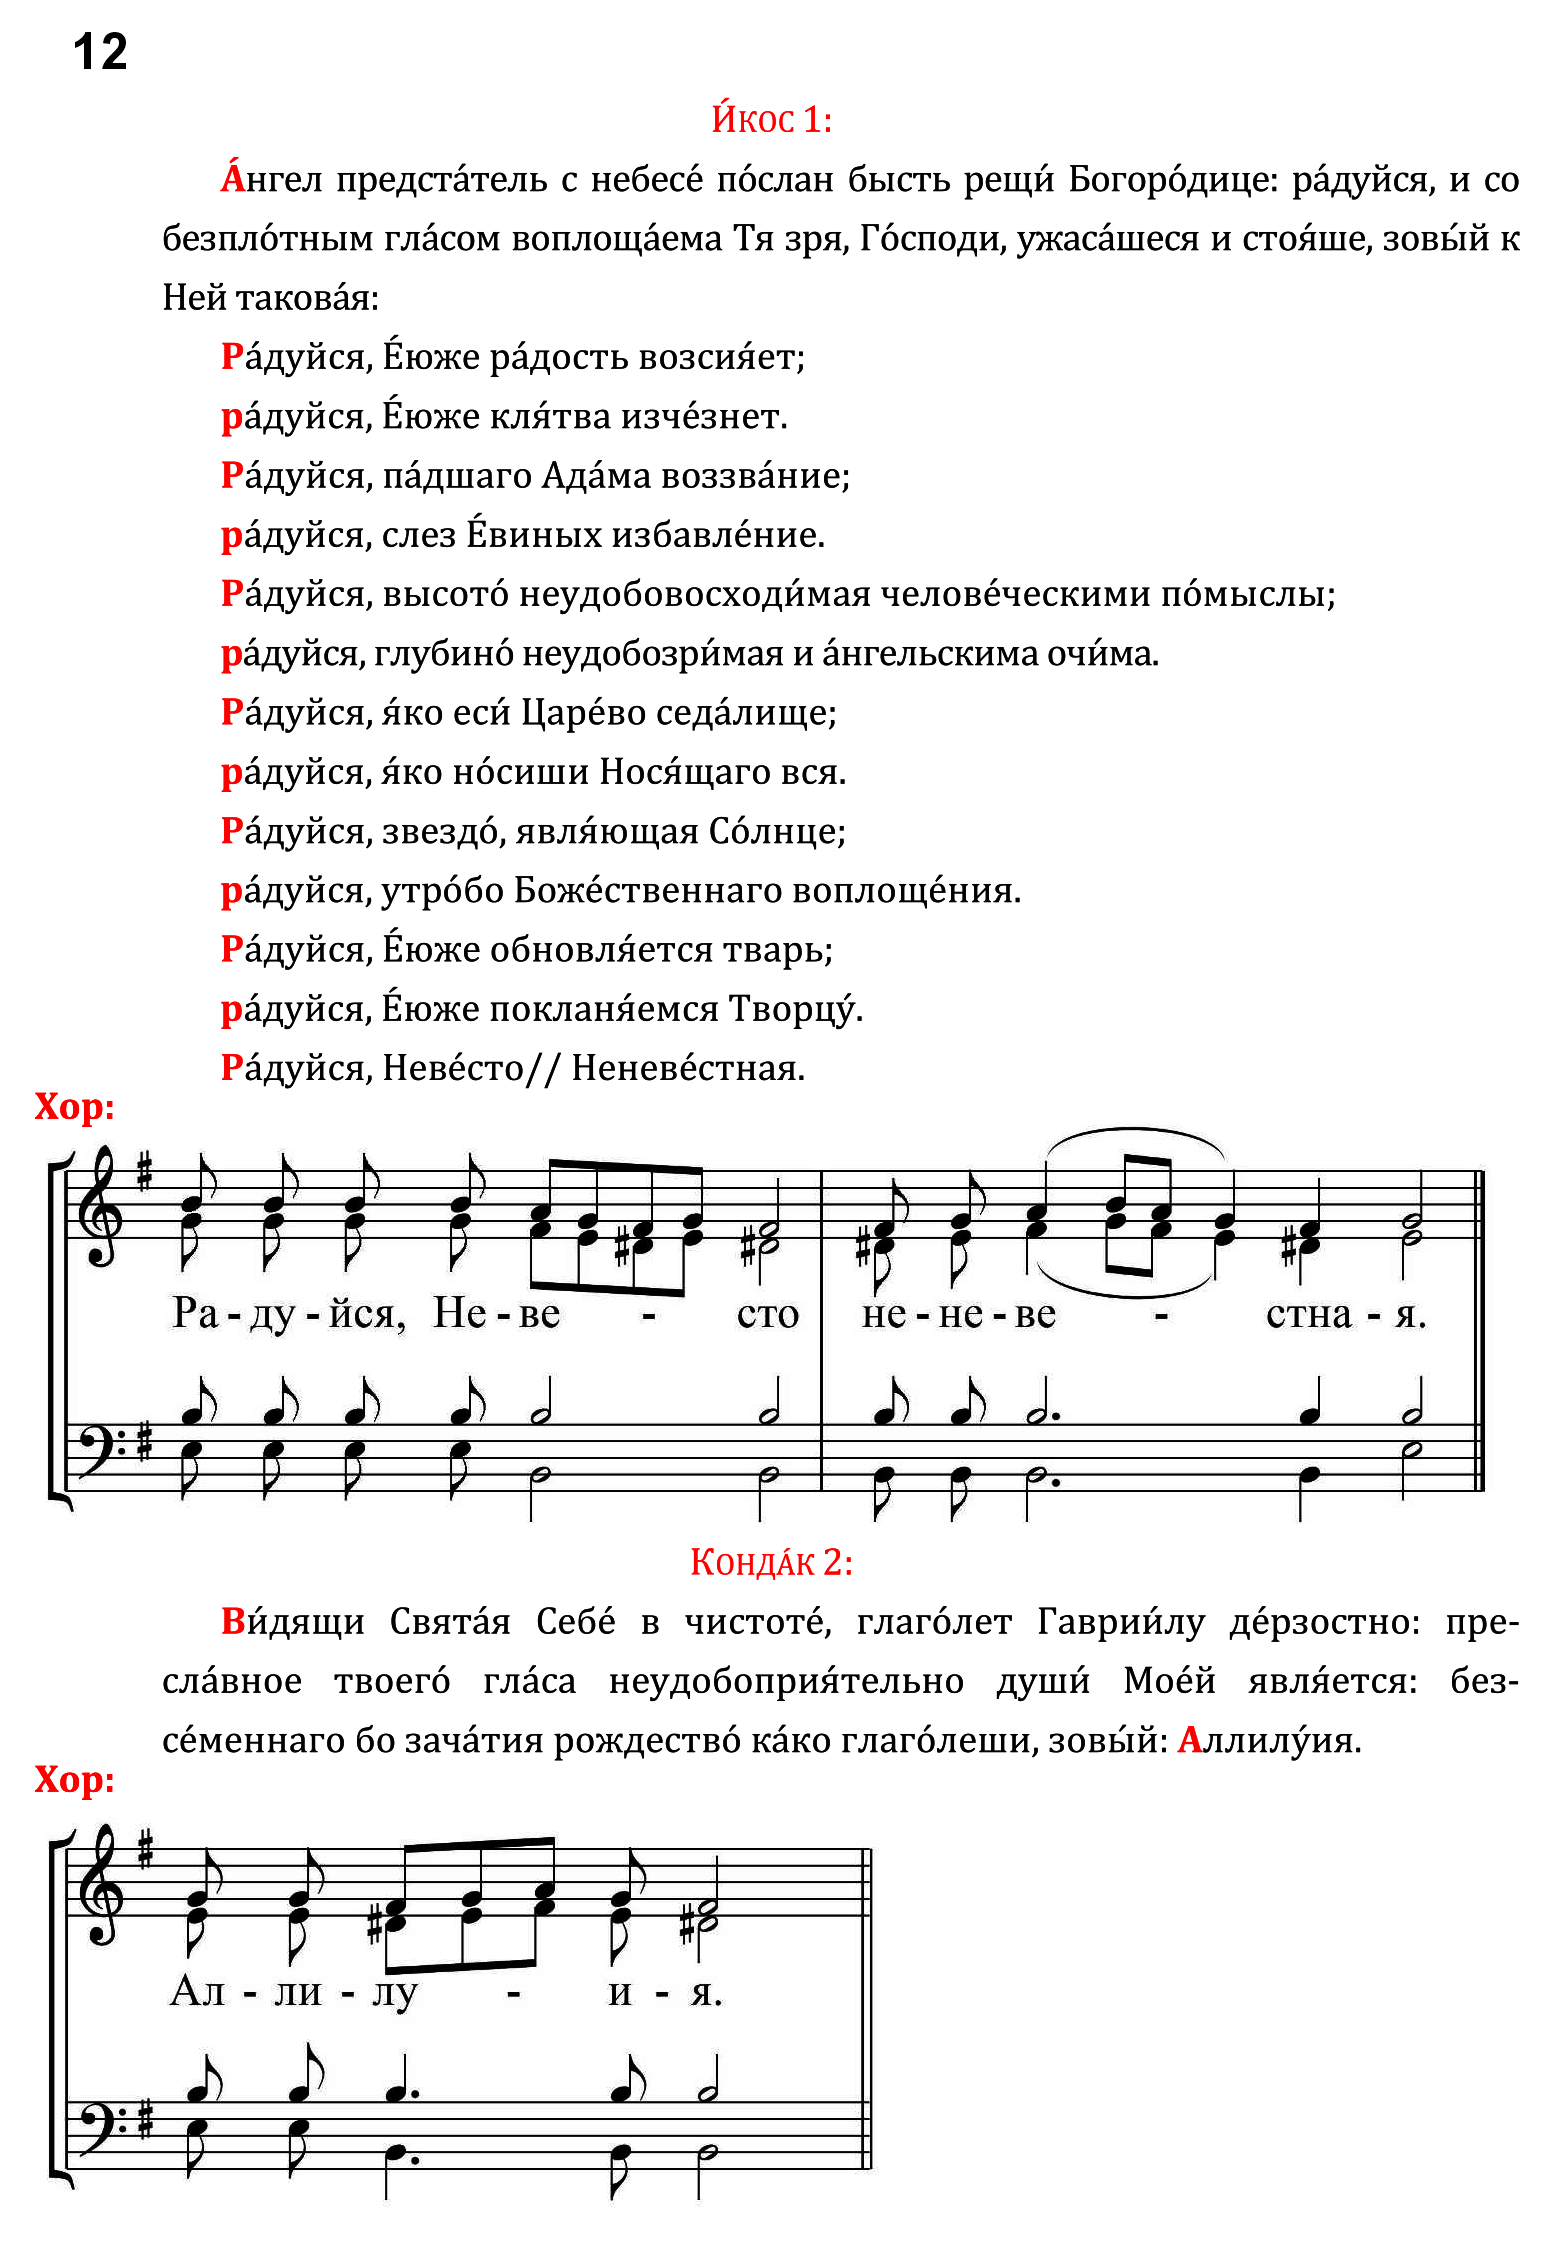 12
И́кос 1:
А́нгел предста́тель с небесе́ по́слан бысть рещи́ Богоро́дице: ра́дуйся, и со
безпло́тным гла́сом воплоща́ема Тя зря, Го́споди, ужаса́шеся и стоя́ше, зовы́й к
Ней такова́я:
Ра́дуйся, Е́юже ра́дость возсия́ет;
ра́дуйся, Е́юже кля́тва изче́знет.
Ра́дуйся, па́дшаго Ада́ма воззва́ние;
ра́дуйся, слез Е́виных избавле́ние.
Ра́дуйся, высото́ неудобовосходи́мая челове́ческими по́мыслы;
ра́дуйся, глубино́ неудобозри́мая и а́нгельскима очи́ма.
Ра́дуйся, я́ко еси́ Царе́во седа́лище;
ра́дуйся, я́ко но́сиши Нося́щаго вся.
Ра́дуйся, звездо́, явля́ющая Со́лнце;
ра́дуйся, утро́бо Боже́ственнаго воплоще́ния.
Ра́дуйся, Е́юже обновля́ется тварь;
ра́дуйся, Е́юже покланя́емся Творцу́.
Ра́дуйся, Неве́сто// Неневе́стная.
Хор:
Ра - ду - йся, Не - ве - сто не - не - ве - стна - я.
Конда́к 2:
Ви́дящи Свята́я Себе́ в чистоте́, глаго́лет Гаврии́лу де́рзостно: пре-
сла́вное твоего́ гла́са неудобоприя́тельно души́ Мое́й явля́ется: без-
се́меннаго бо зача́тия рождество́ ка́ко глаго́леши, зовы́й: Аллилу́ия.
Хор:
Ал - ли - лу - и - я.